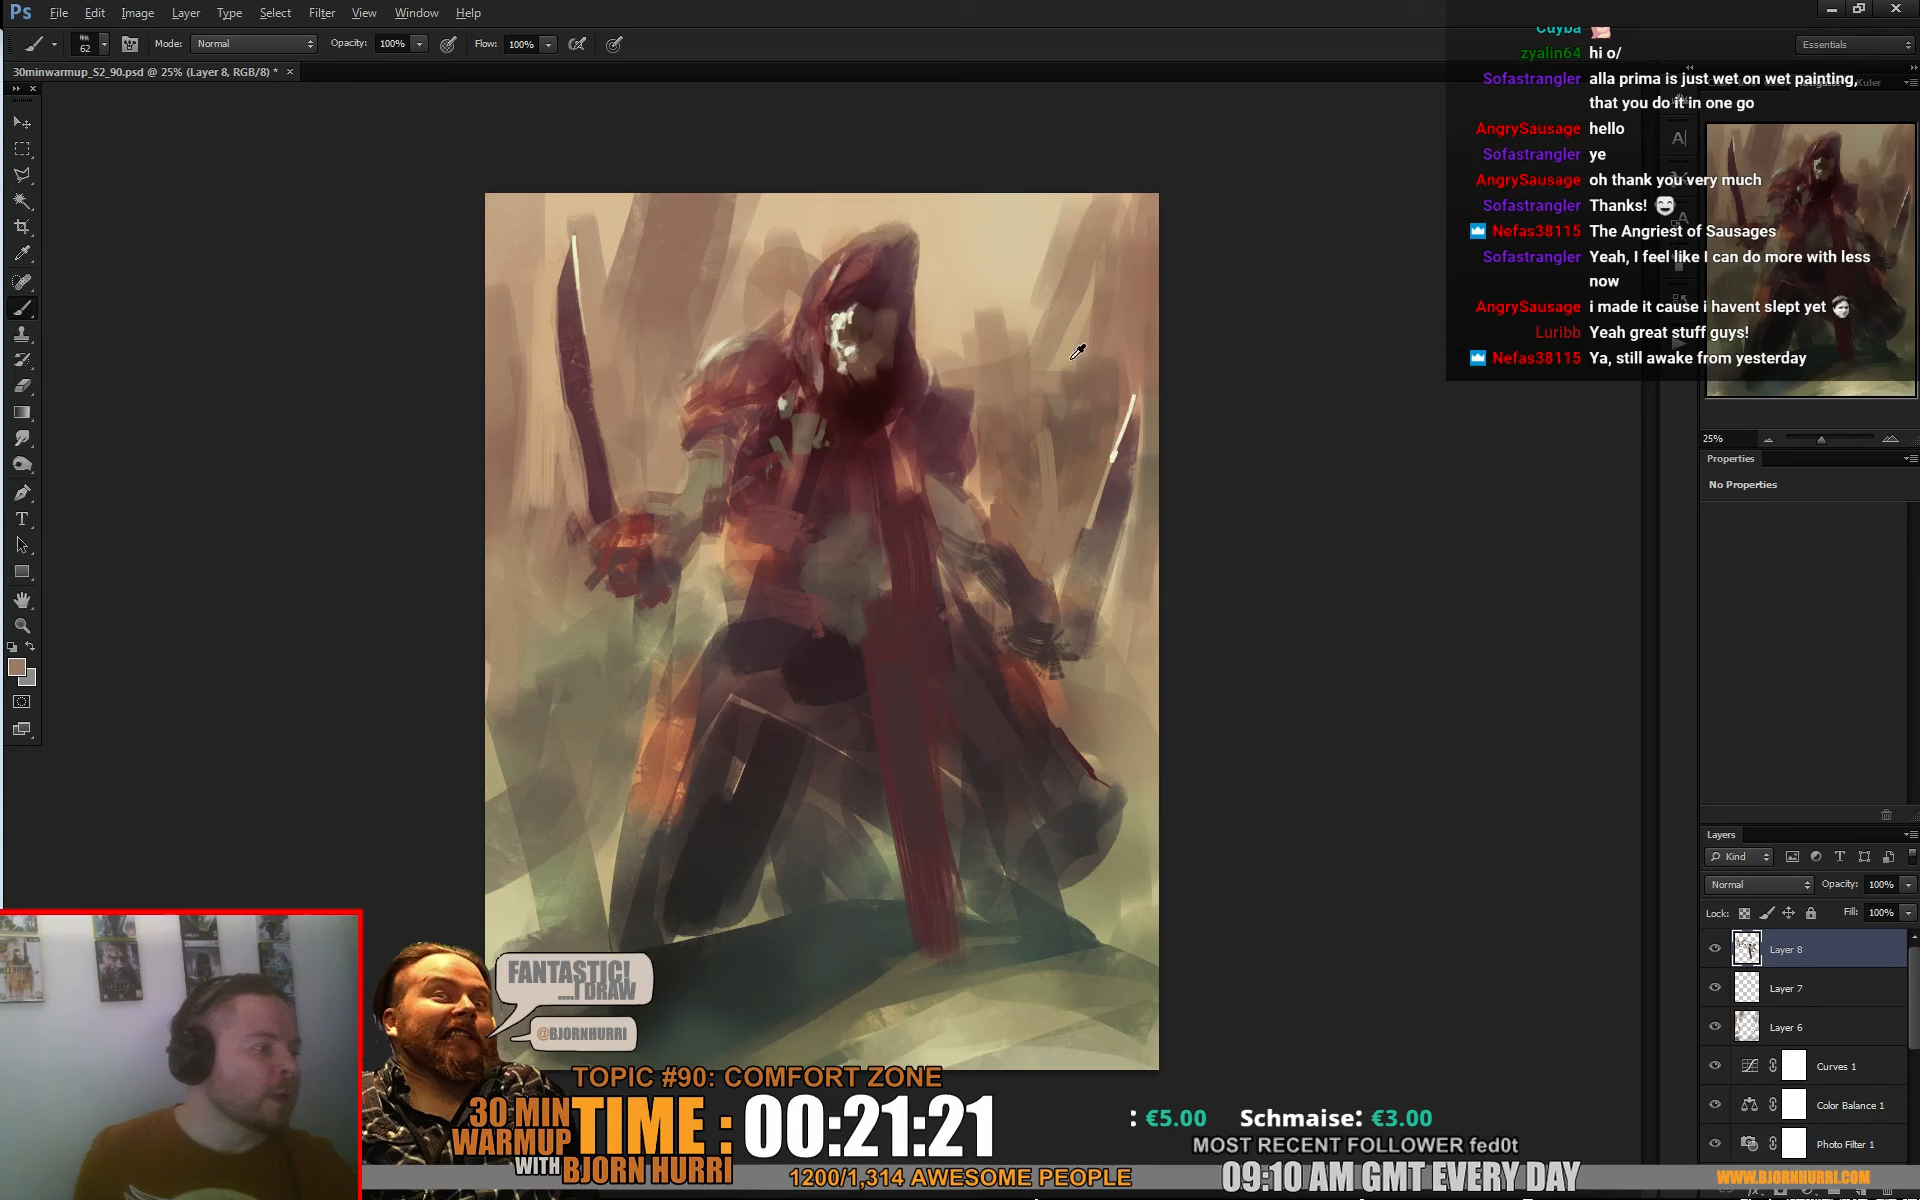 Ps File Edit Image Layer Type Select Filter View Window Help
62 Mode: Normal Opacity: 100% Flow: 100% Essentials
30minwarmup_S2_90.psd @ 25% (Layer 8, RGB/8) * ×
Cuyba
zyalin64 hi o/
Sofastrangler alla prima is just wet on wet painting,
that you do it in one go
AngrySausage hello
Sofastrangler ye
AngrySausage oh thank you very much
Sofastrangler Thanks!
Nefas38115 The Angriest of Sausages
Sofastrangler Yeah, I feel like I can do more with less
now
AngrySausage i made it cause i havent slept yet
Luribb Yeah great stuff guys!
Nefas38115 Ya, still awake from yesterday
Kuler
25%
Properties
No Properties
Layers
Kind
Normal Opacity: 100%
Lock: Fill: 100%
Layer 8
Layer 7
Layer 6
Curves 1
Color Balance 1
Photo Filter 1
FANTASTIC!
....I DRAW
@BJORNHURRI
TOPIC #90: COMFORT ZONE
30 MIN
WARMUP
WITH BJORN HURRI
TIME : 00:21:21
: €5.00 Schmaise: €3.00
MOST RECENT FOLLOWER fed0t
1200/1,314 AWESOME PEOPLE
09:10 AM GMT EVERY DAY
WWW.BJORNHURRI.COM